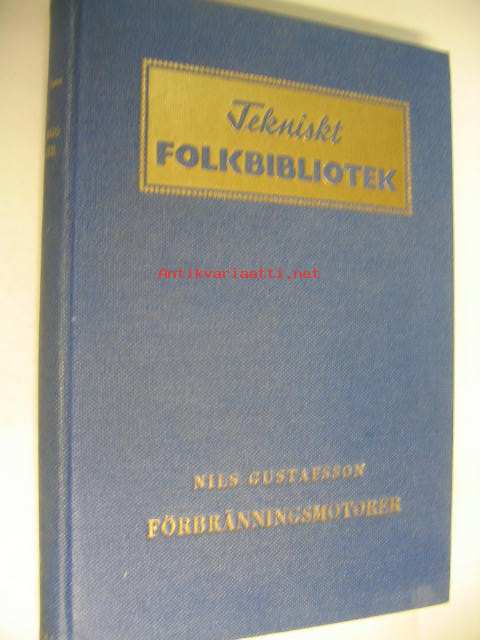 Tekniskt
FOLKBIBLIOTEK
Antikvariaatti.net
NILS GUSTAFSSON
FÖRBRÄNNINGSMOTORER